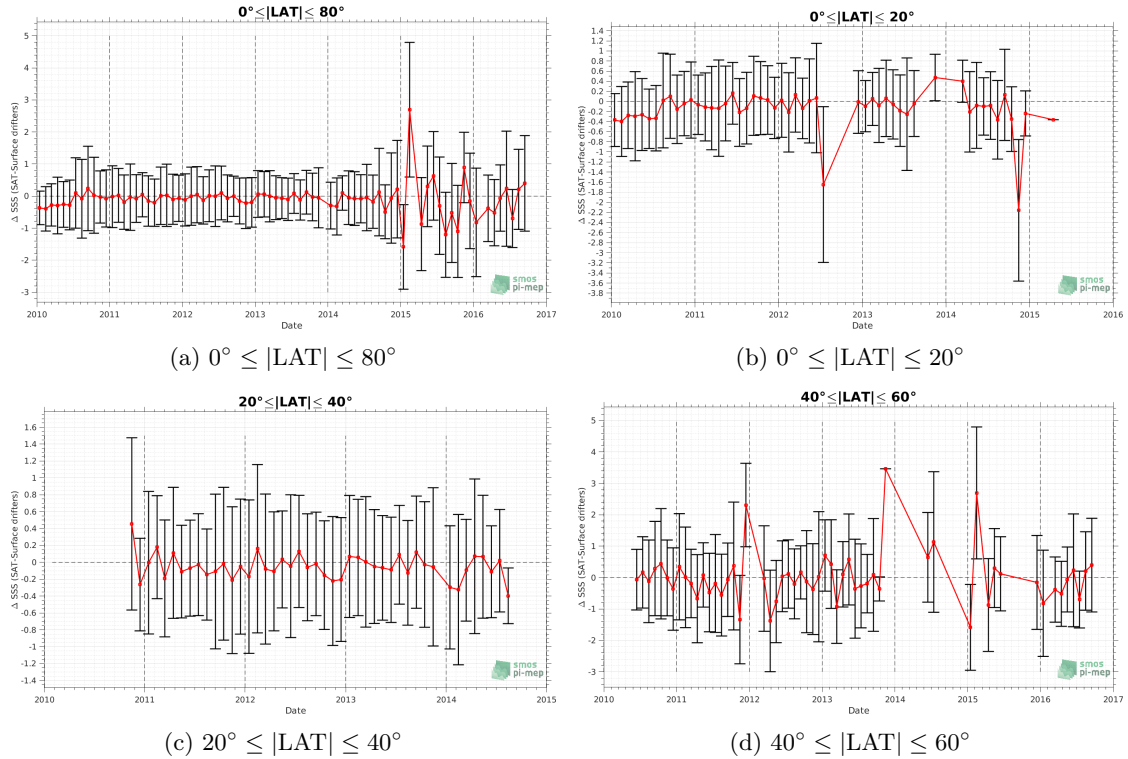 0°≤|LAT|≤ 80°
Δ SSS (SAT-Surface drifters)
5
4
3
2
1
0
-1
-2
-3
2010 2011 2012 2013 2014 2015 2016 2017
Date
smos
pi-mep
(a) 0° ≤ |LAT| ≤ 80°
0°≤|LAT|≤ 20°
Δ SSS (SAT-Surface drifters)
1.4
1.2
1
0.8
0.6
0.4
0.2
0
-0.2
-0.4
-0.6
-0.8
-1
-1.2
-1.4
-1.6
-1.8
-2
-2.2
-2.4
-2.6
-2.8
-3
-3.2
-3.4
-3.6
-3.8
2010 2011 2012 2013 2014 2015 2016
Date
smos
pi-mep
(b) 0° ≤ |LAT| ≤ 20°
20°≤|LAT|≤ 40°
Δ SSS (SAT-Surface drifters)
1.6
1.4
1.2
1
0.8
0.6
0.4
0.2
0
-0.2
-0.4
-0.6
-0.8
-1
-1.2
-1.4
2010 2011 2012 2013 2014 2015
Date
smos
pi-mep
(c) 20° ≤ |LAT| ≤ 40°
40°≤|LAT|≤ 60°
Δ SSS (SAT-Surface drifters)
5
4
3
2
1
0
-1
-2
-3
2010 2011 2012 2013 2014 2015 2016 2017
Date
smos
pi-mep
(d) 40° ≤ |LAT| ≤ 60°